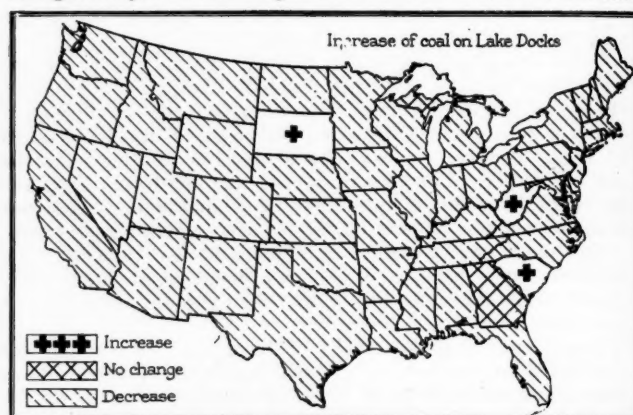 Increase of coal on Lake Docks
Increase
No change
Decrease